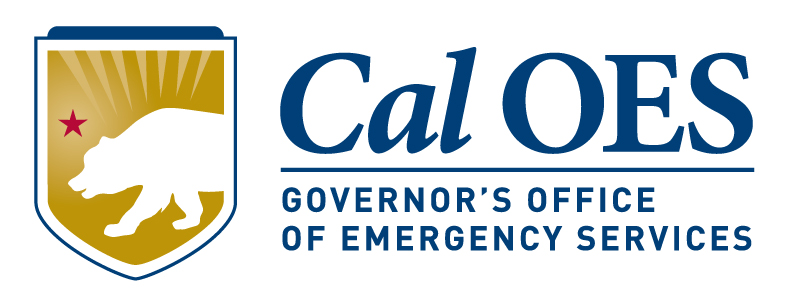 Cal OES
GOVERNOR'S OFFICE
OF EMERGENCY SERVICES